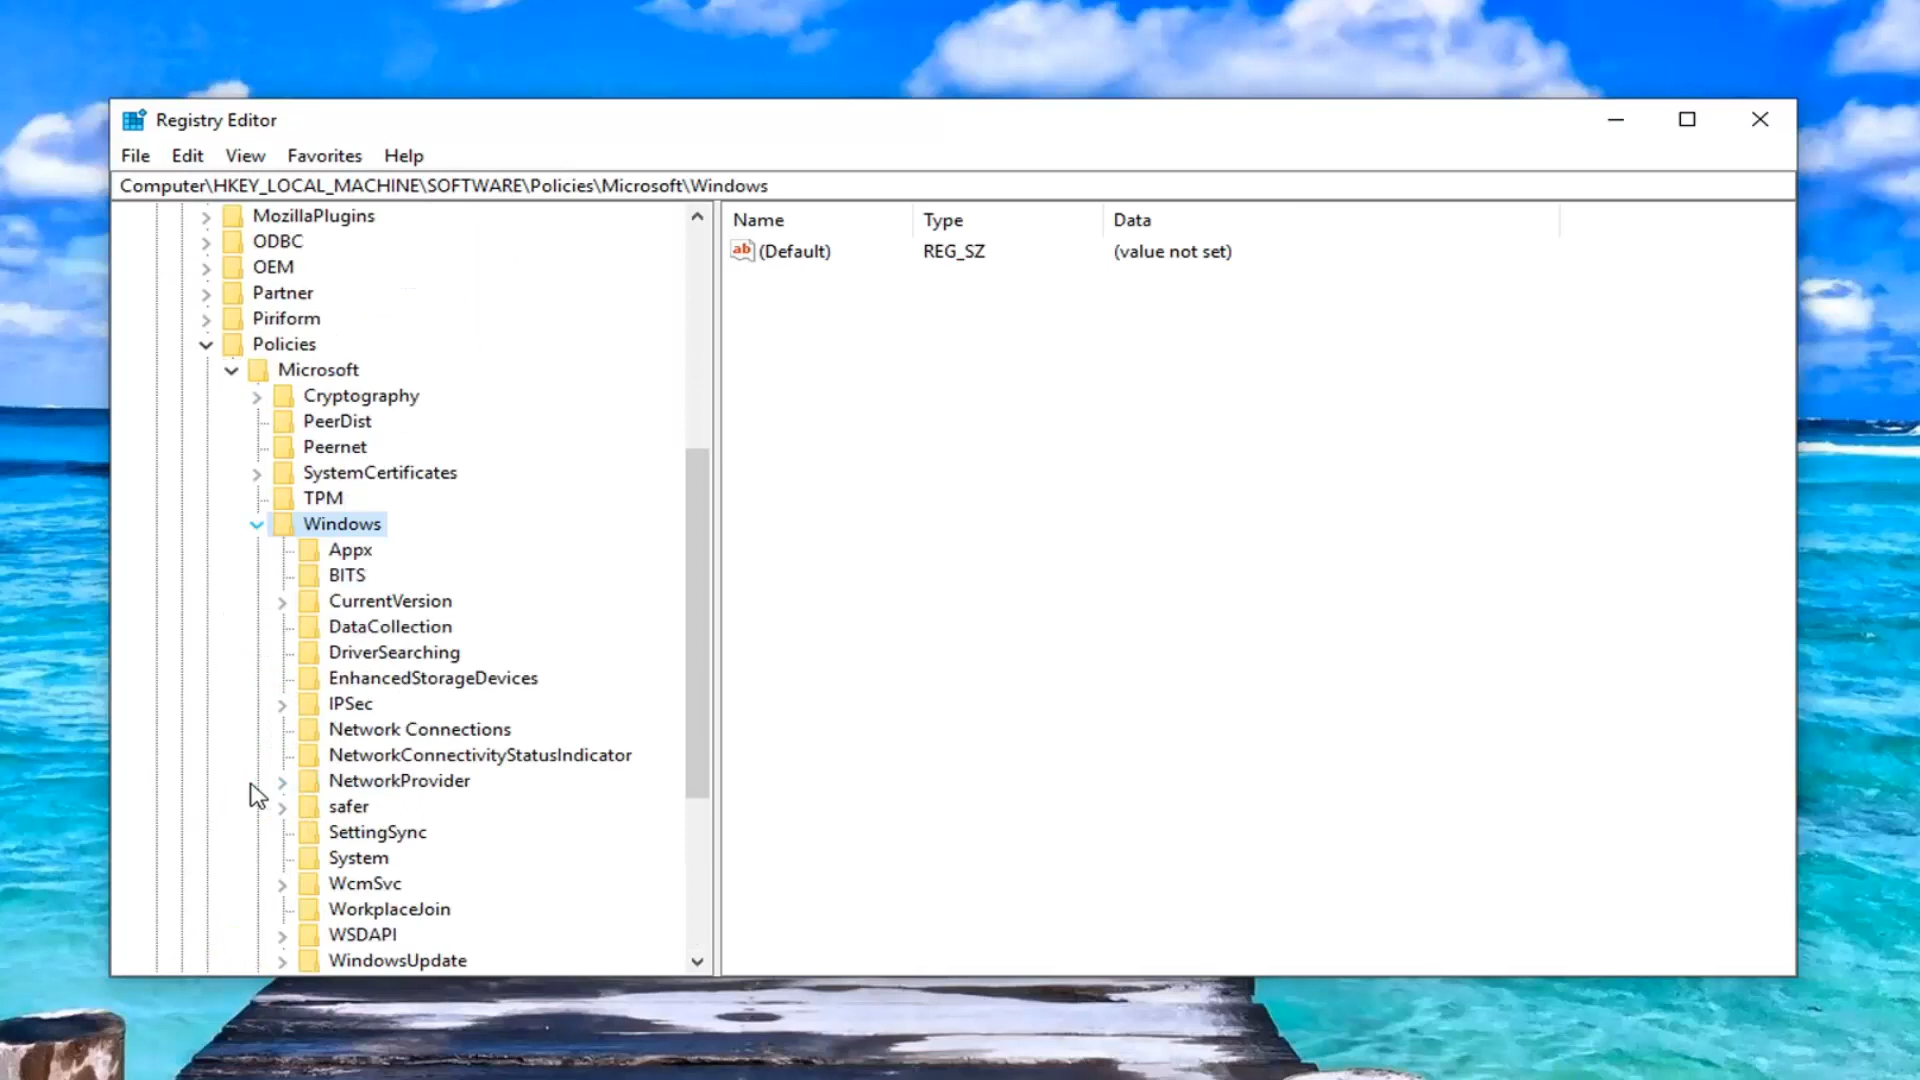 Registry Editor
File Edit View Favorites Help
Computer\HKEY_LOCAL_MACHINE\SOFTWARE\Policies\Microsoft\Windows
MozillaPlugins
ODBC
OEM
Partner
Piriform
Policies
Microsoft
Cryptography
PeerDist
Peernet
SystemCertificates
TPM
Windows
Appx
BITS
CurrentVersion
DataCollection
DriverSearching
EnhancedStorageDevices
IPSec
Network Connections
NetworkConnectivityStatusIndicator
NetworkProvider
safer
SettingSync
System
WcmSvc
WorkplaceJoin
WSDAPI
WindowsUpdate
Name Type Data
ab (Default) REG_SZ (value not set)